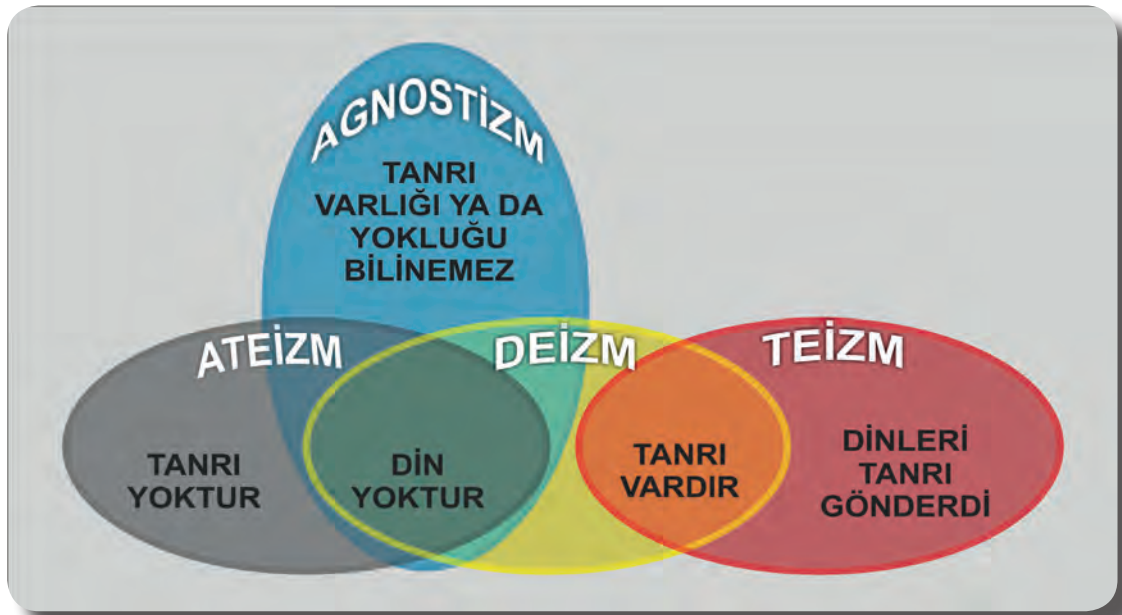 AGNOSTİZM
TANRI
VARLIĞI YA DA
YOKLUĞU
BİLİNEMEZ
ATEİZM
TANRI
YOKTUR
DİN
YOKTUR
DEİZM
TANRI
VARDIR
TEİZM
DİNLERİ
TANRI
GÖNDERDİ